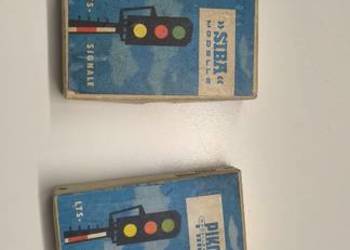 »SIBA«
MODELLE
LTS-SIGNALE
PIKO
LTS-